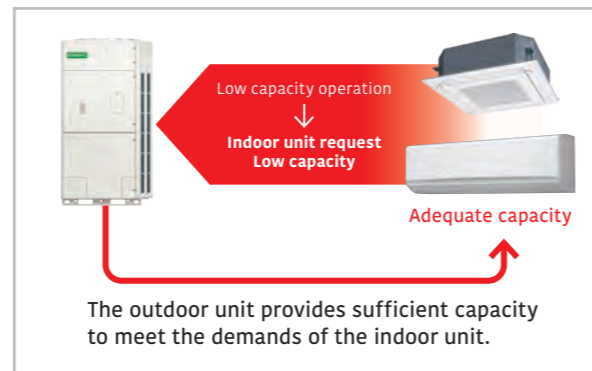 Low capacity operation
Indoor unit request
Low capacity
Adequate capacity
The outdoor unit provides sufficient capacity
to meet the demands of the indoor unit.